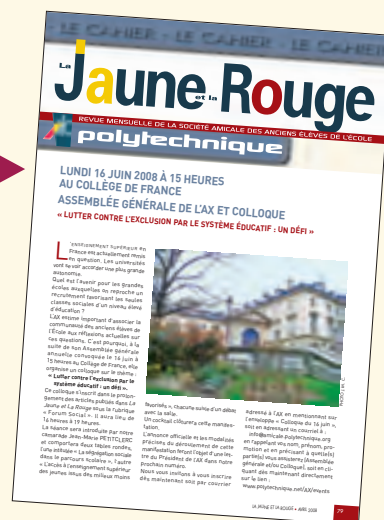 LE CAHIER - LE CAHIER - LE CAHIER
La Jaune et la Rouge
REVUE MENSUELLE DE LA SOCIÉTÉ AMICALE DES ANCIENS ÉLÈVES DE L'ÉCOLE
polytechnique
LUNDI 16 JUIN 2008 À 15 HEURES
AU COLLÈGE DE FRANCE
ASSEMBLÉE GÉNÉRALE DE L'AX ET COLLOQUE
« LUTTER CONTRE L'EXCLUSION PAR LE SYSTÈME ÉDUCATIF : UN DÉFI »
L'ENSEIGNEMENT SUPÉRIEUR en
France est actuellement remis
en question. Les universités
vont se voir accorder une plus grande
autonomie.
Quel est l'avenir pour les grandes
écoles auxquelles on reproche un
recrutement favorisant les seules
classes sociales d'un niveau élevé
d'éducation ?
L'AX estime important d'associer la
communauté des anciens élèves de
l'École aux réflexions actuelles sur
ces questions. C'est pourquoi, à la
suite de son Assemblée générale
annuelle convoquée le 16 juin à
15 heures au Collège de France, elle
organise un colloque sur le thème :
« Lutter contre l'exclusion par le
système éducatif : un défi ».
Ce colloque s'inscrit dans le prolon-
gement des articles publiés dans La
Jaune et La Rouge sous la rubrique
« Forum Social ». Il aura lieu de
16 heures à 19 heures.
La séance sera introduite par notre
camarade Jean-Marie PETITCLERC
et comportera deux tables rondes,
l'une intitulée « La ségrégation sociale
dans le parcours scolaire », l'autre
« L'accès à l'enseignement supérieur
des jeunes issus des milieux moins
favorisés », chacune suivie d'un débat
avec la salle.
Un cocktail clôturera cette manifes-
tation.
L'annonce officielle et les modalités
précises du déroulement de cette
manifestation feront l'objet d'une let-
tre du Président de l'AX dans notre
prochain numéro.
Nous vous invitons à vous inscrire
dès maintenant soit par courrier
adressé à l'AX en mentionnant sur
l'enveloppe « Colloque du 16 juin »,
soit en adressant un courriel à :
info@amicale.polytechnique.org
en rappelant vos nom, prénom, pro-
motion et en précisant à quelle(s)
partie(s) vous assisterez (Assemblée
générale et/ou Colloque), soit en cli-
quant dès maintenant directement
sur le lien :
www.polytechnique.net/AX/events
LA JAUNE ET LA ROUGE • AVRIL 2008
79